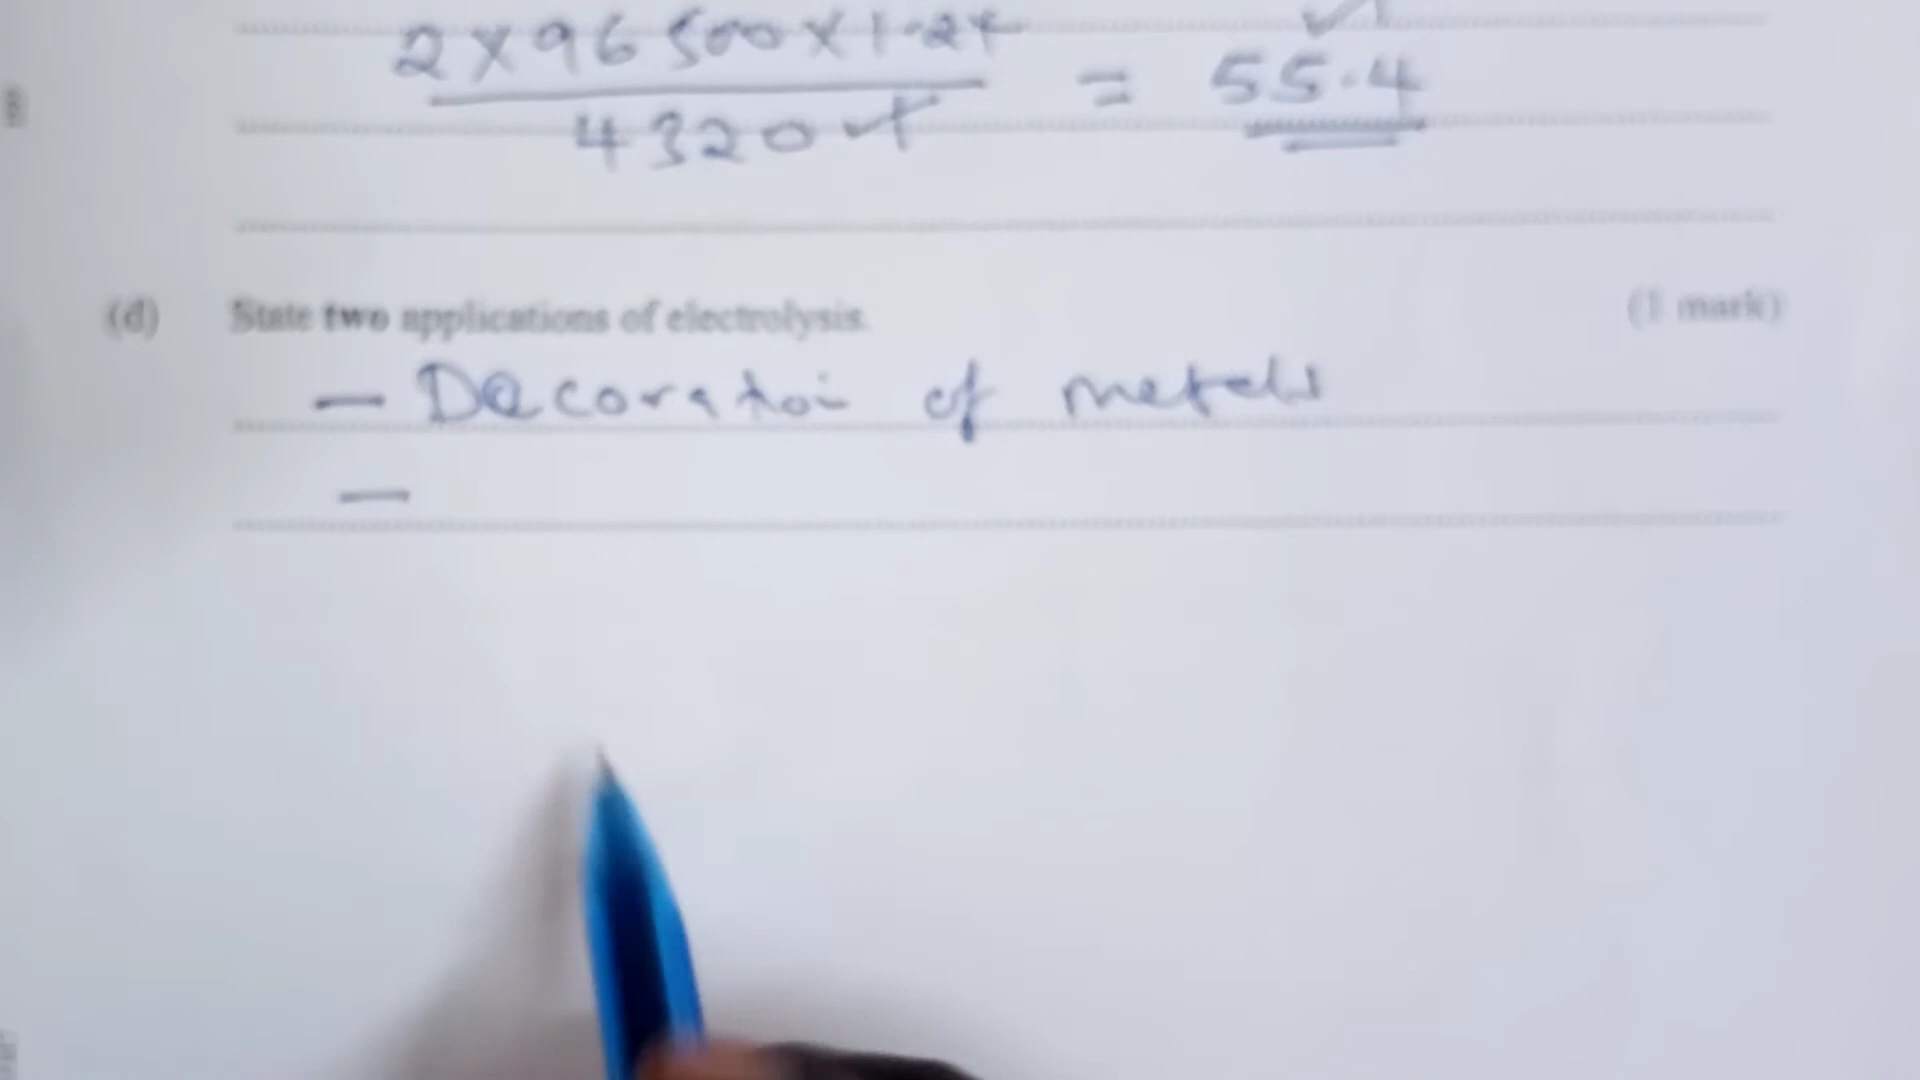 2 x 96500 x 1.24
4320
= 55.4
(d) State two applications of electrolysis. (1 mark)
- Decoration of metals
-